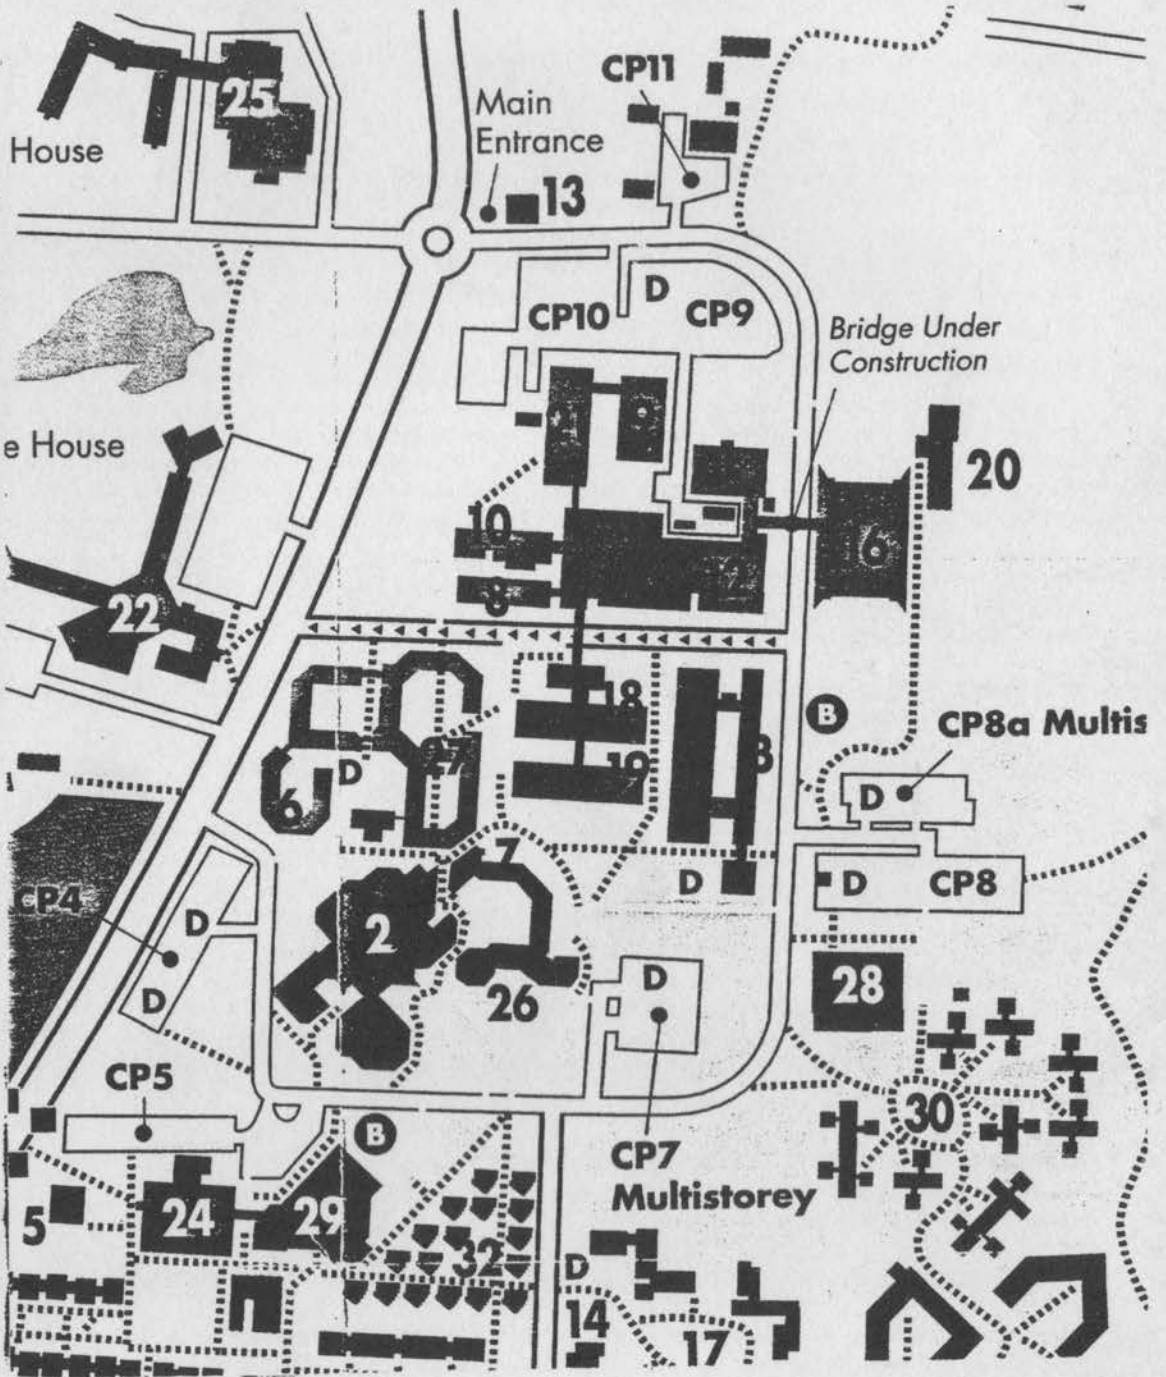 CP11
25
Main
Entrance
House
13
D
CP10
CP9
Bridge Under
Construction
e House
20
10
16
8
22
18
B
CP8a Multis
27
19
3
D
6
D
7
CP4
D
D
CP8
D
2
28
D
26
D
CP5
30
B
CP7
Multistorey
5
24
29
32
D
14
17